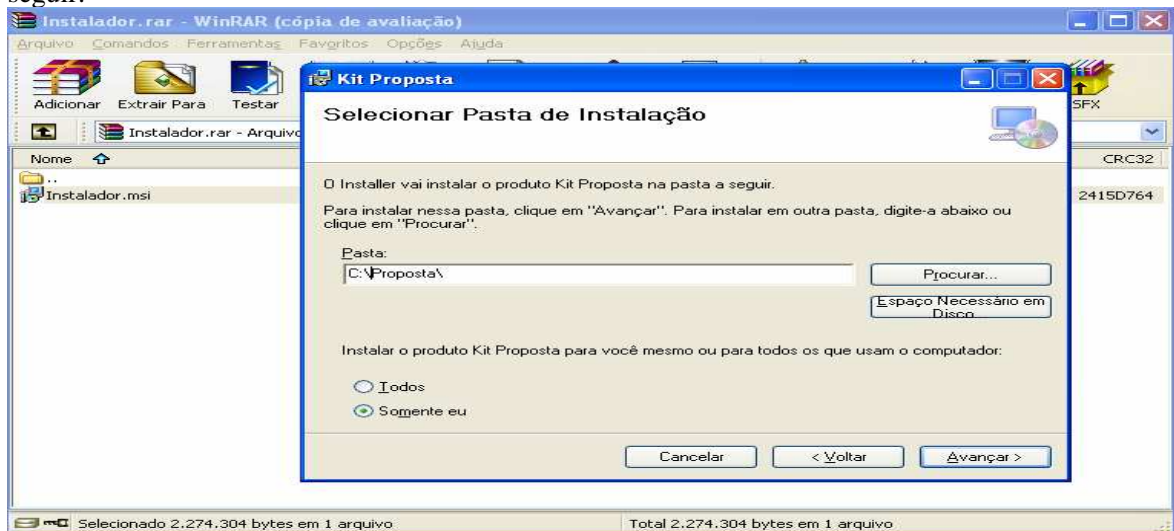 seguir:
Instalador.rar - WinRAR (cópia de avaliação)
Arquivo Comandos Ferramentas Favoritos Opções Ajuda
Adicionar Extrair Para Testar SFX
Instalador.rar - Arquivo
Nome CRC32
..
Instalador.msi 2415D764
Kit Proposta
Selecionar Pasta de Instalação
O Installer vai instalar o produto Kit Proposta na pasta a seguir.
Para instalar nessa pasta, clique em "Avançar". Para instalar em outra pasta, digite-a abaixo ou
clique em "Procurar".
Pasta:
C:\Proposta\
Procurar...
Espaço Necessário em
Disco
Instalar o produto Kit Proposta para você mesmo ou para todos os que usam o computador:
Todos
Somente eu
Cancelar < Voltar Avançar >
Selecionado 2.274.304 bytes em 1 arquivo Total 2.274.304 bytes em 1 arquivo